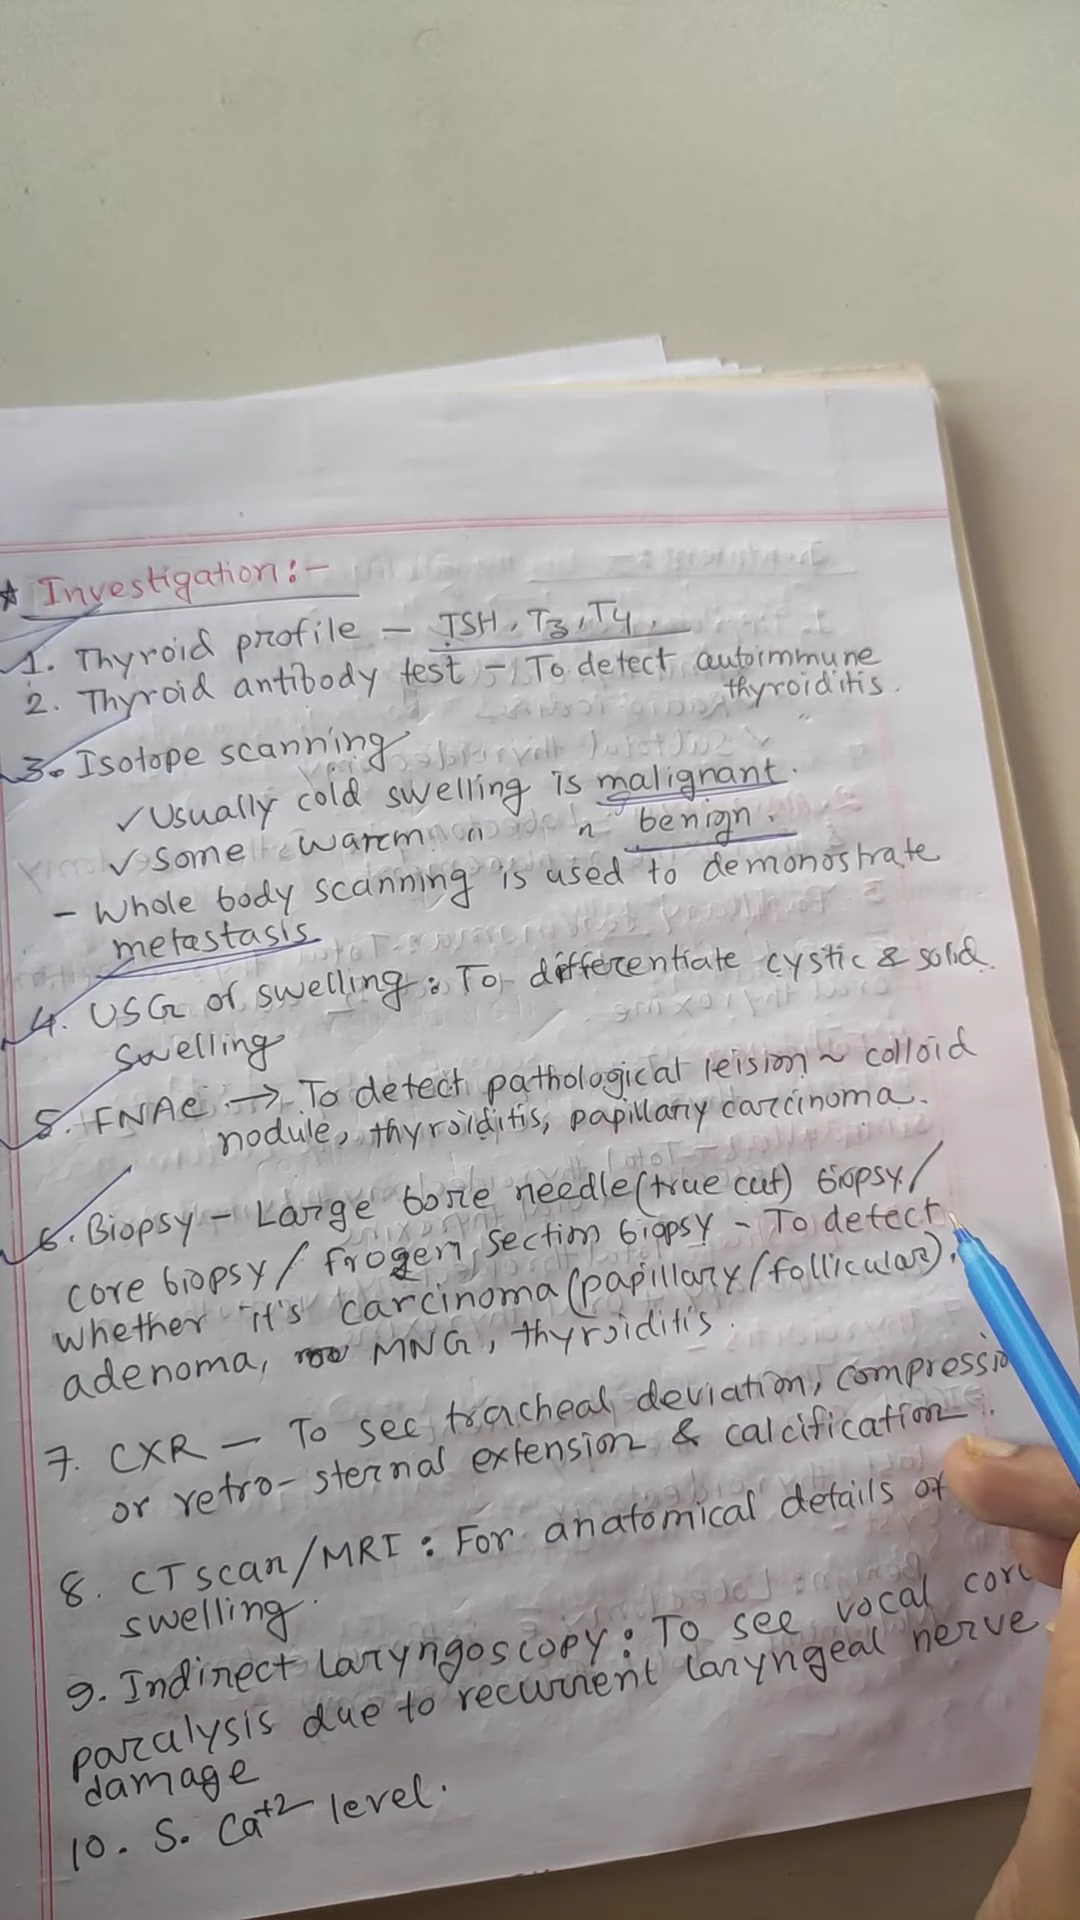 ★ Investigation:-
1. Thyroid profile - TSH, T3, T4.
2. Thyroid antibody test - To detect autoimmune
thyroiditis.
3. Isotope scanning
✓ Usually cold swelling is malignant.
✓ Some warm " " benign.
- Whole body scanning is used to demonostrate
metastasis
4. USG of swelling : To differentiate cystic & solid
swelling
5. FNAC → To detect pathological leision ~ colloid
nodule, thyroiditis, papillary carcinoma.
6. Biopsy - Large bore needle (true cut) biopsy/
core biopsy/ frozen section biopsy - To detect
whether it's carcinoma (papillary/follicular),
adenoma, MNG, thyroiditis.
7. CXR - To see tracheal deviation, compressio
or retro-sternal extension & calcification.
8. CT scan/MRI : For anatomical details of
swelling.
9. Indirect Laryngoscopy : To see vocal cord
paralysis due to recurrent laryngeal nerve
damage
10. S. Ca+2 level.